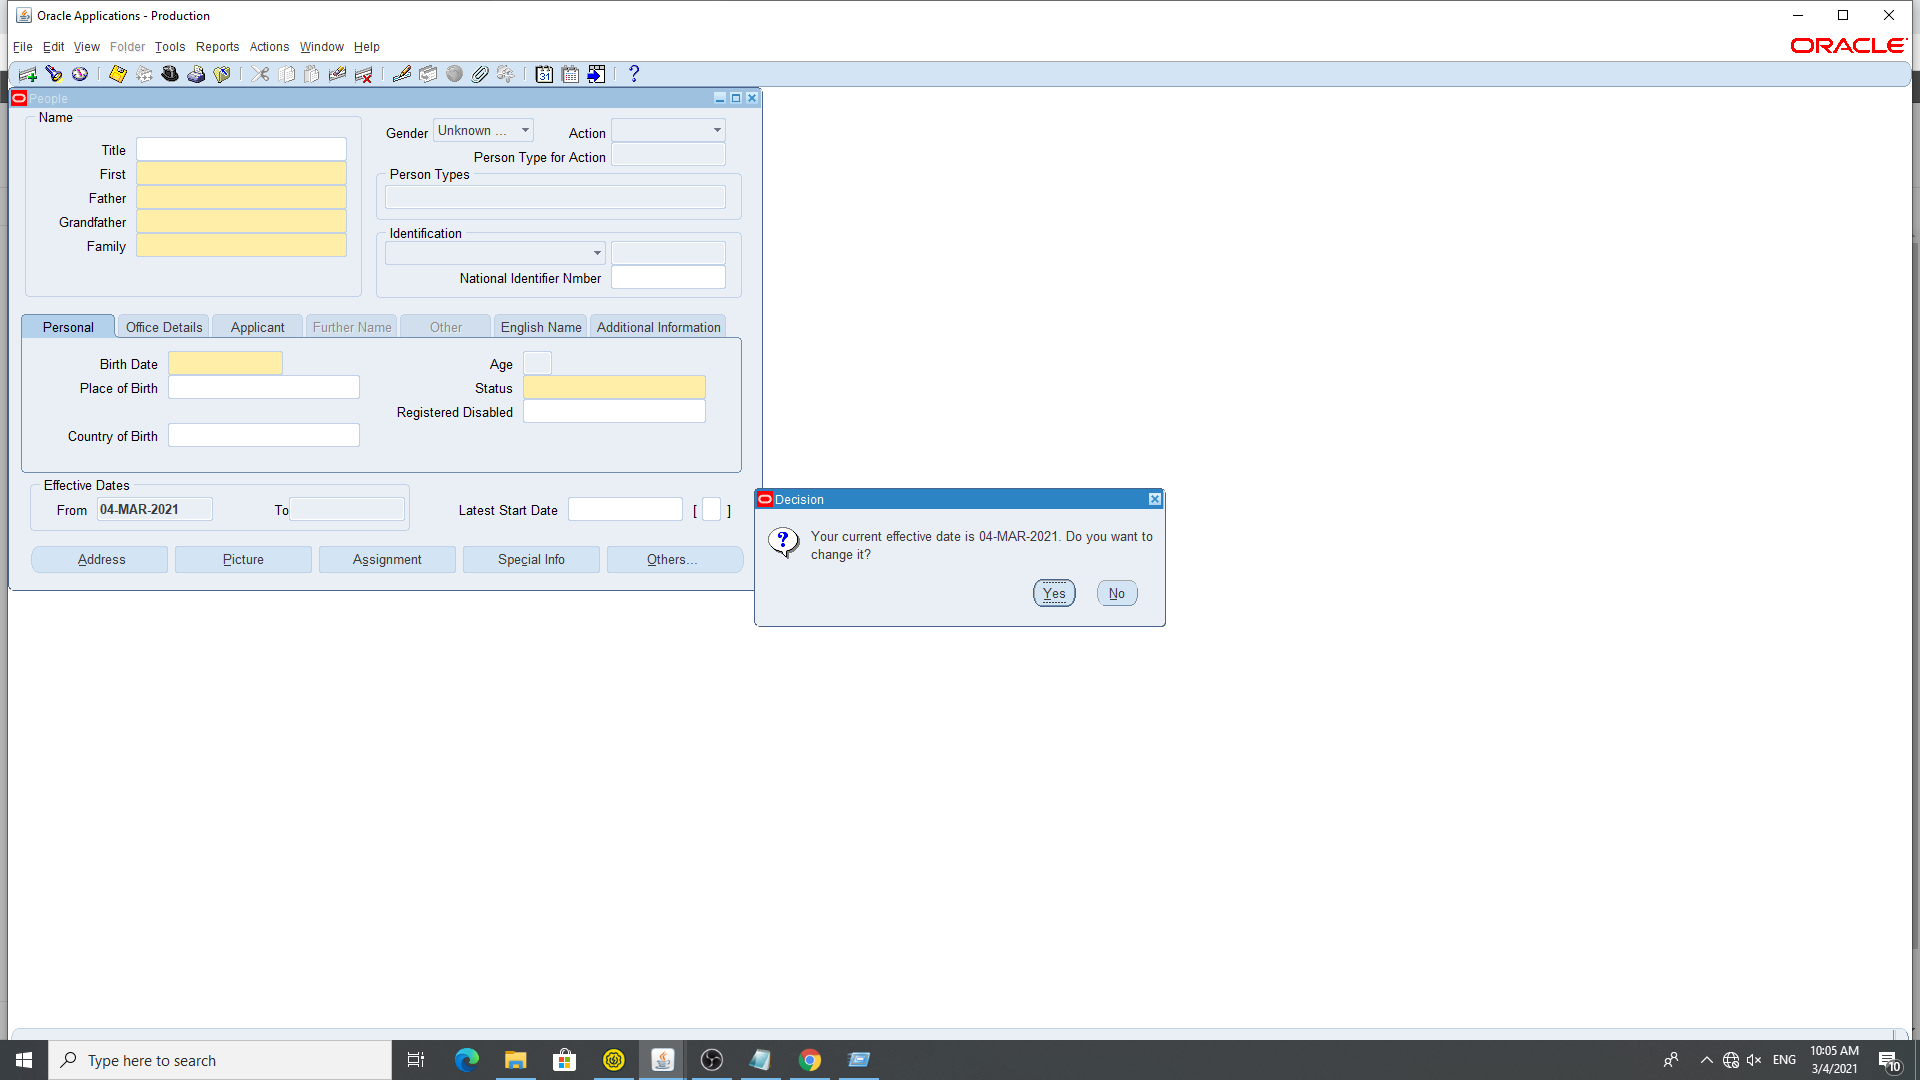 Oracle Applications - Production
File Edit View Folder Tools Reports Actions Window Help
ORACLE
31
People
Name
Title
First
Father
Grandfather
Family
Gender Unknown ... Action
Person Type for Action
Person Types
Identification
National Identifier Nmber
Personal Office Details Applicant Further Name Other English Name Additional Information
Birth Date
Place of Birth
Country of Birth
Age
Status
Registered Disabled
Effective Dates
From 04-MAR-2021 To
Latest Start Date [ ]
Address Picture Assignment Special Info Others...
Decision
Your current effective date is 04-MAR-2021. Do you want to
change it?
Yes No
Type here to search
ENG
10:05 AM
3/4/2021
10